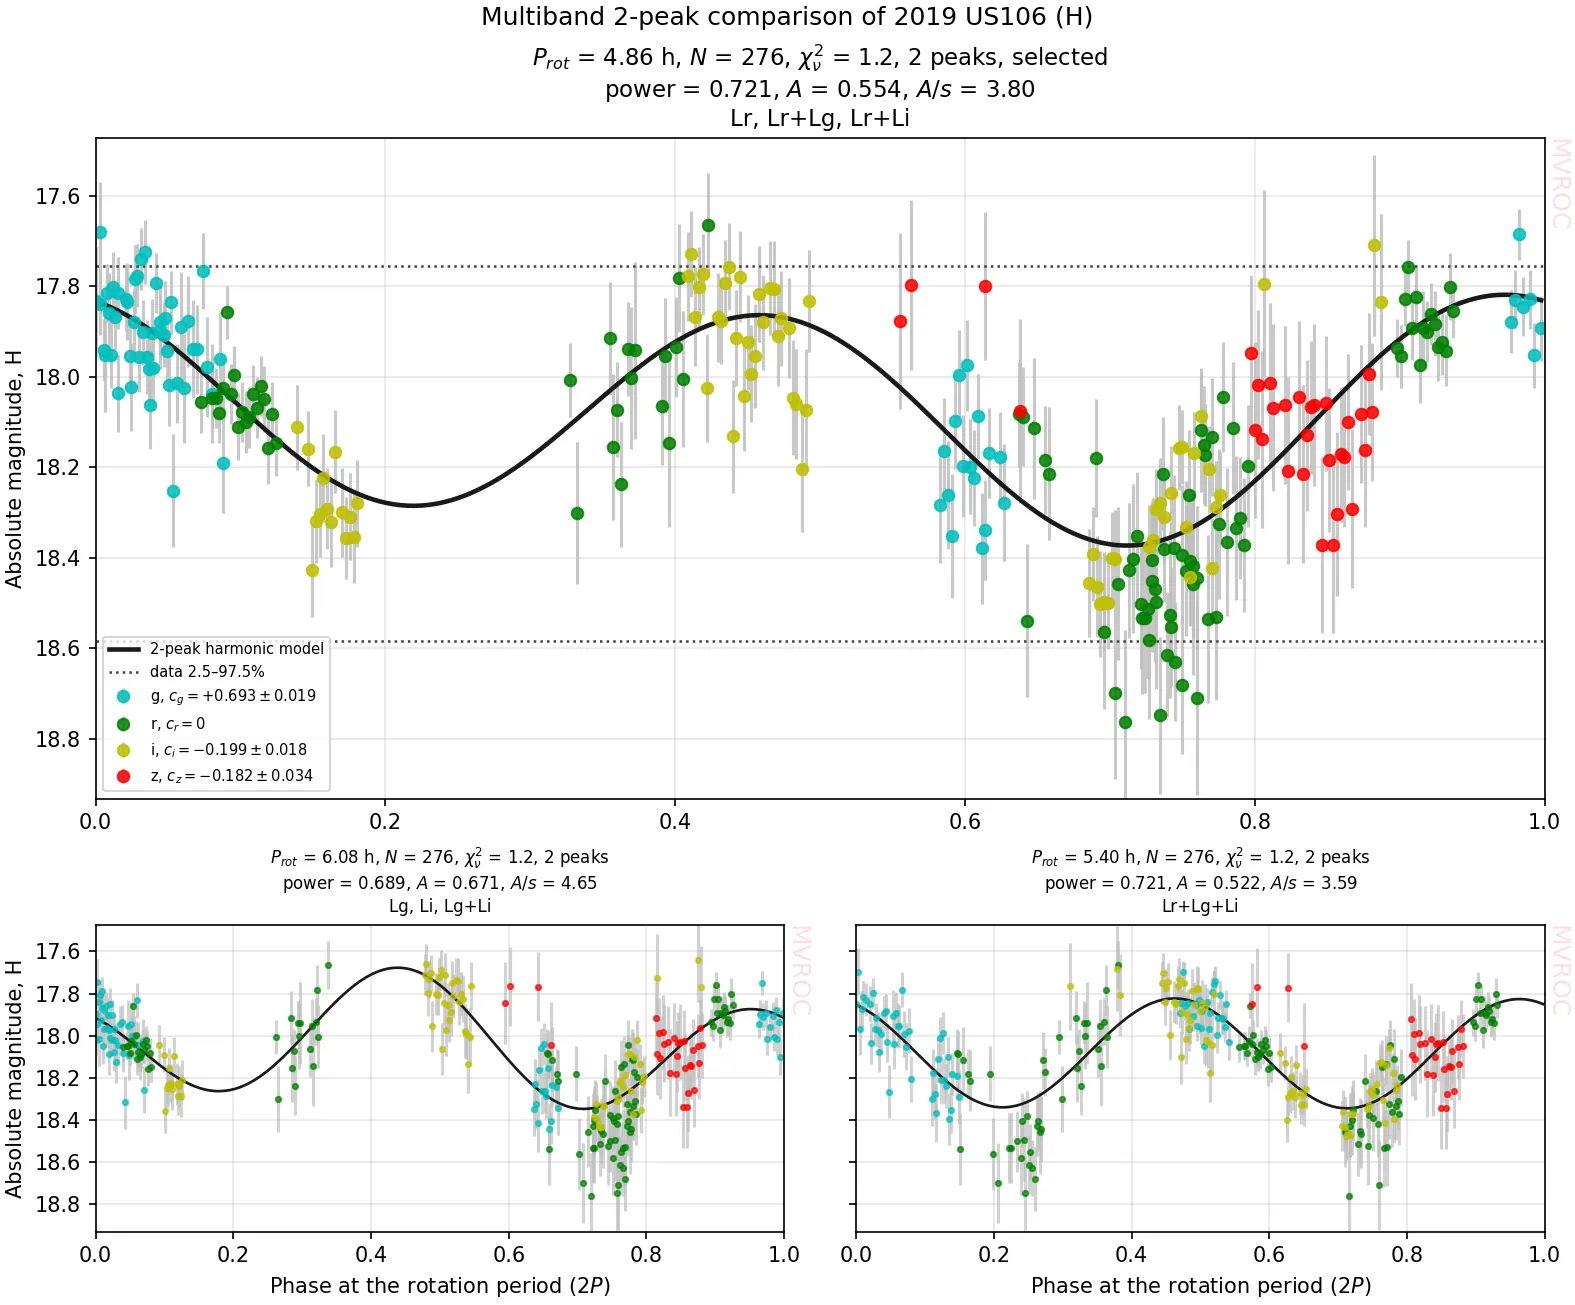 Multiband 2-peak comparison of 2019 US106 (H)
P_rot = 4.86 h, N = 276, χ²_ν = 1.2, 2 peaks, selected
power = 0.721, A = 0.554, A/s = 3.80
Lr, Lr+Lg, Lr+Li
MVROC
Absolute magnitude, H
17.6
17.8
18.0
18.2
18.4
18.6
18.8
2-peak harmonic model
data 2.5–97.5%
g, c_g = +0.693 ± 0.019
r, c_r = 0
i, c_i = −0.199 ± 0.018
z, c_z = −0.182 ± 0.034
0.0 0.2 0.4 0.6 0.8 1.0
P_rot = 6.08 h, N = 276, χ²_ν = 1.2, 2 peaks
power = 0.689, A = 0.671, A/s = 4.65
Lg, Li, Lg+Li
MVROC
Absolute magnitude, H
17.6
17.8
18.0
18.2
18.4
18.6
18.8
0.0 0.2 0.4 0.6 0.8 1.0
Phase at the rotation period (2P)
P_rot = 5.40 h, N = 276, χ²_ν = 1.2, 2 peaks
power = 0.721, A = 0.522, A/s = 3.59
Lr+Lg+Li
MVROC
0.0 0.2 0.4 0.6 0.8 1.0
Phase at the rotation period (2P)